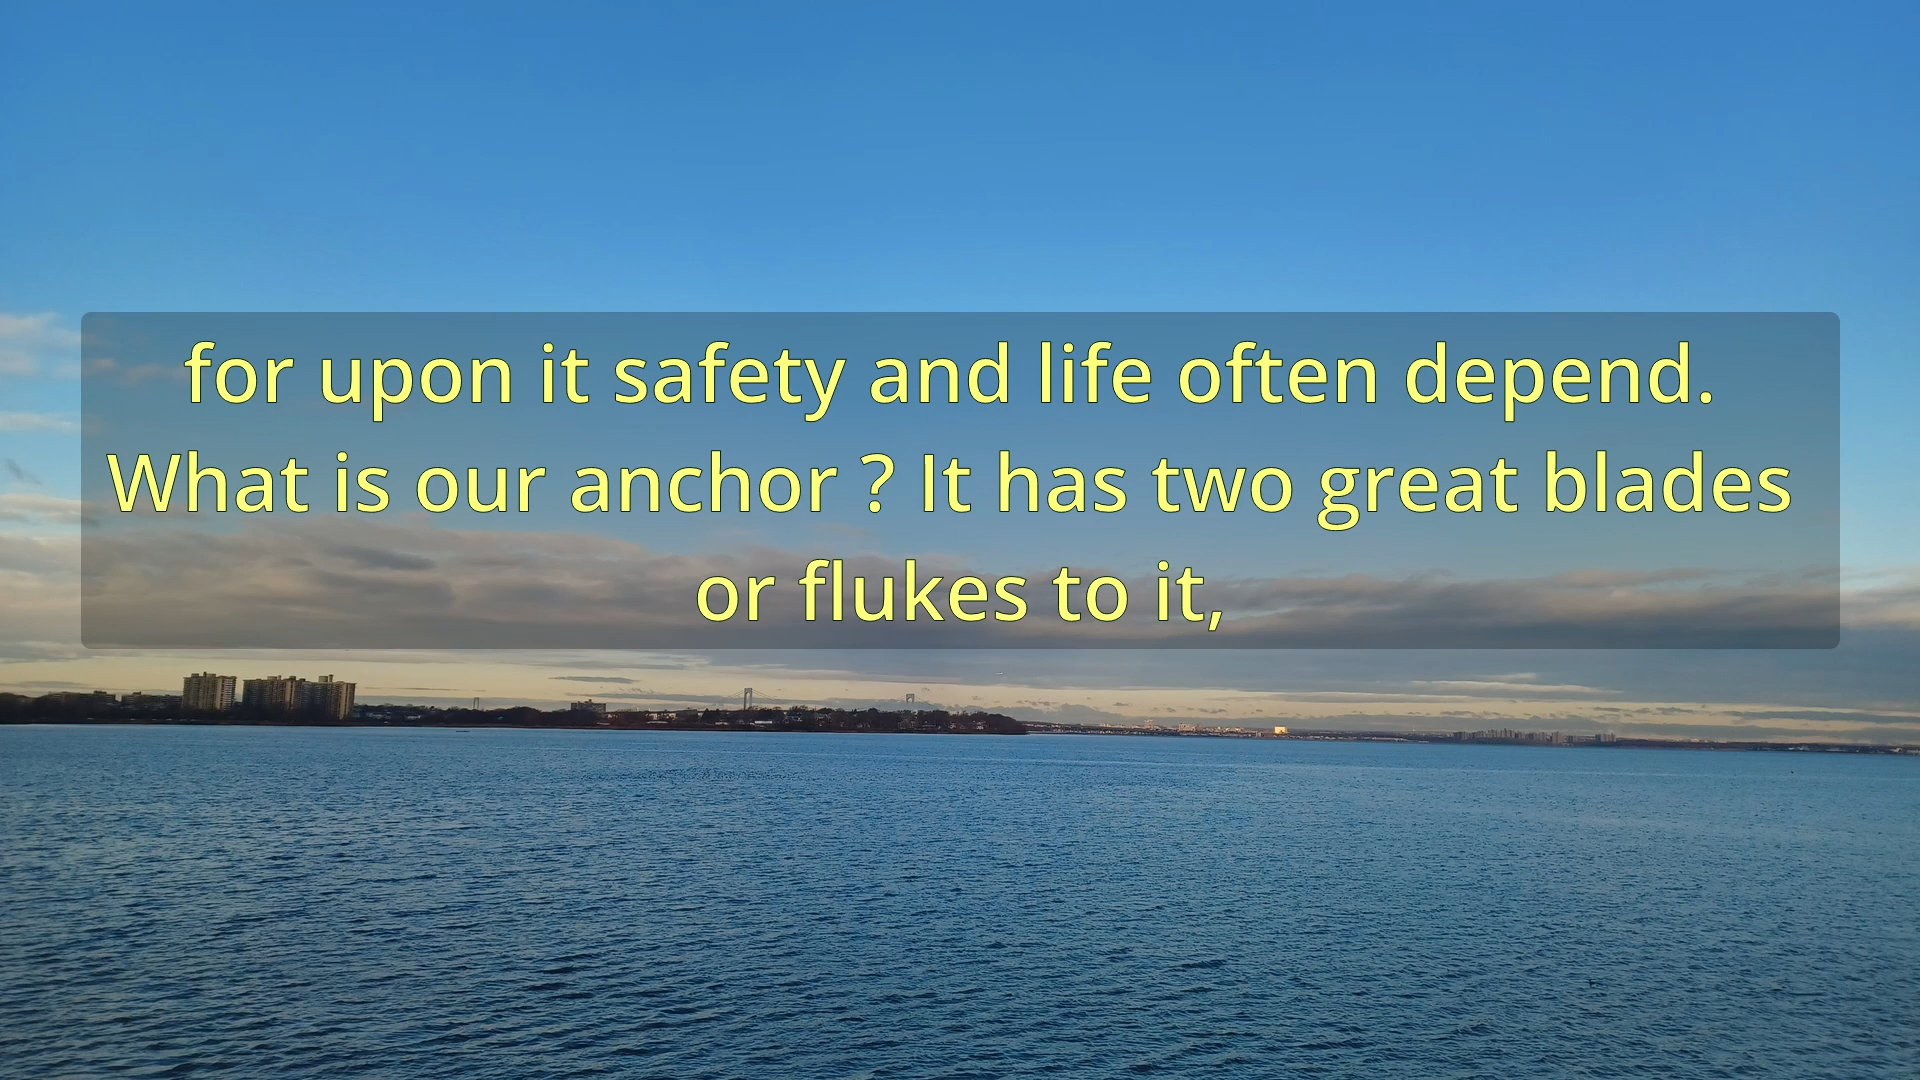 for upon it safety and life often depend.
What is our anchor ? It has two great blades
or flukes to it,